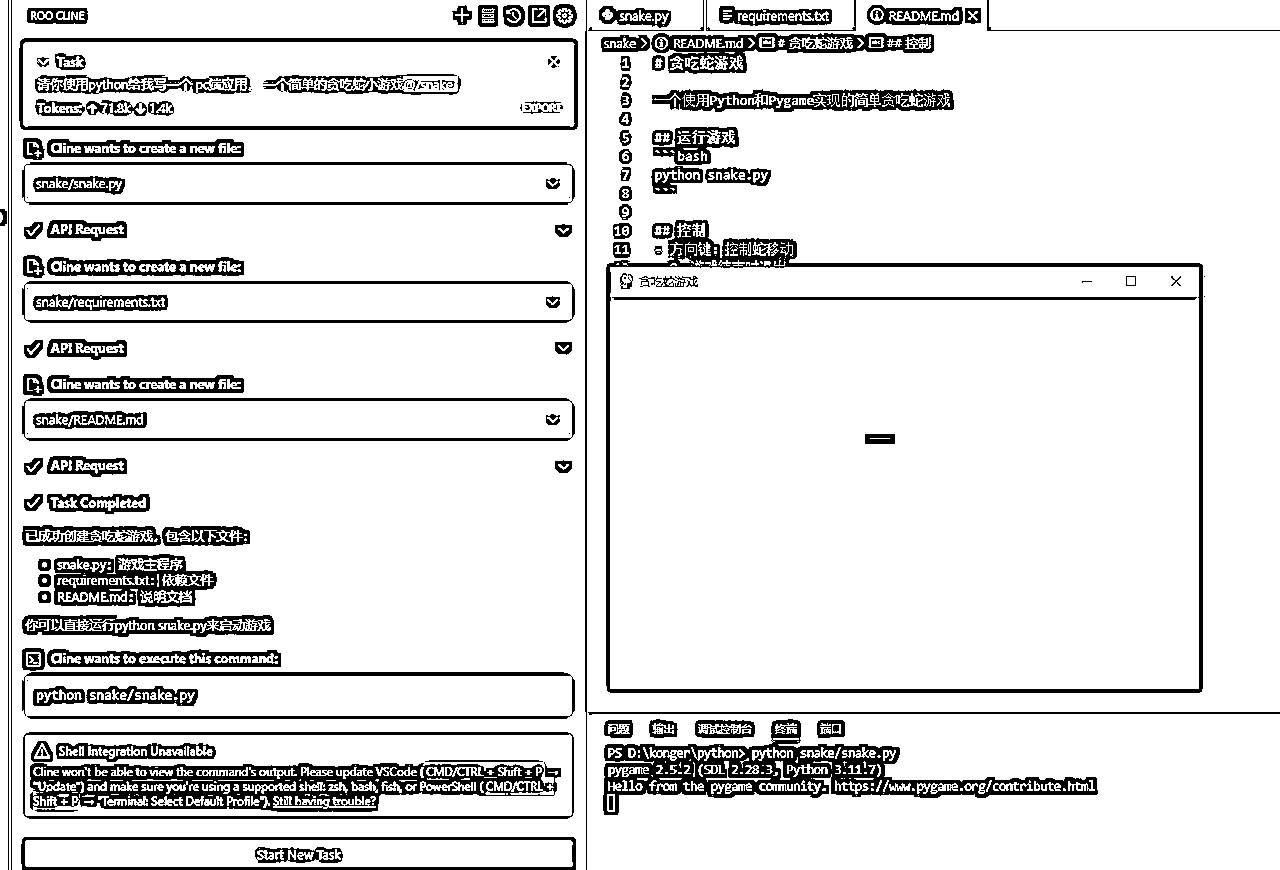 ROO CLINE
Task
请你使用python给我写一个 pc端应用, 一个简单的贪吃蛇小游戏@/snake
Tokens: ↑ 71.8k ↓ 1.4k
EXPORT
Cline wants to create a new file:
snake/snake.py
API Request
Cline wants to create a new file:
snake/requirements.txt
API Request
Cline wants to create a new file:
snake/README.md
API Request
Task Completed
已成功创建贪吃蛇游戏，包含以下文件：
snake.py：游戏主程序
requirements.txt：依赖文件
README.md：说明文档
你可以直接运行python snake.py来启动游戏
Cline wants to execute this command:
python snake/snake.py
Shell Integration Unavailable
Cline won't be able to view the command's output. Please update VSCode (CMD/CTRL + Shift + P →
"Update") and make sure you're using a supported shell: zsh, bash, fish, or PowerShell (CMD/CTRL +
Shift + P → "Terminal: Select Default Profile"). Still having trouble?
Start New Task
snake.py
requirements.txt
README.md
snake > README.md > # 贪吃蛇游戏 > ## 控制
1 # 贪吃蛇游戏
2
3 一个使用Python和Pygame实现的简单贪吃蛇游戏
4
5 ## 运行游戏
6 ```bash
7 python snake.py
8 ```
9
10 ## 控制
11 - 方向键：控制蛇移动
贪吃蛇游戏
问题 输出 调试控制台 终端 端口
PS D:\konger\python> python snake/snake.py
pygame 2.5.2 (SDL 2.28.3, Python 3.11.7)
Hello from the pygame community. https://www.pygame.org/contribute.html